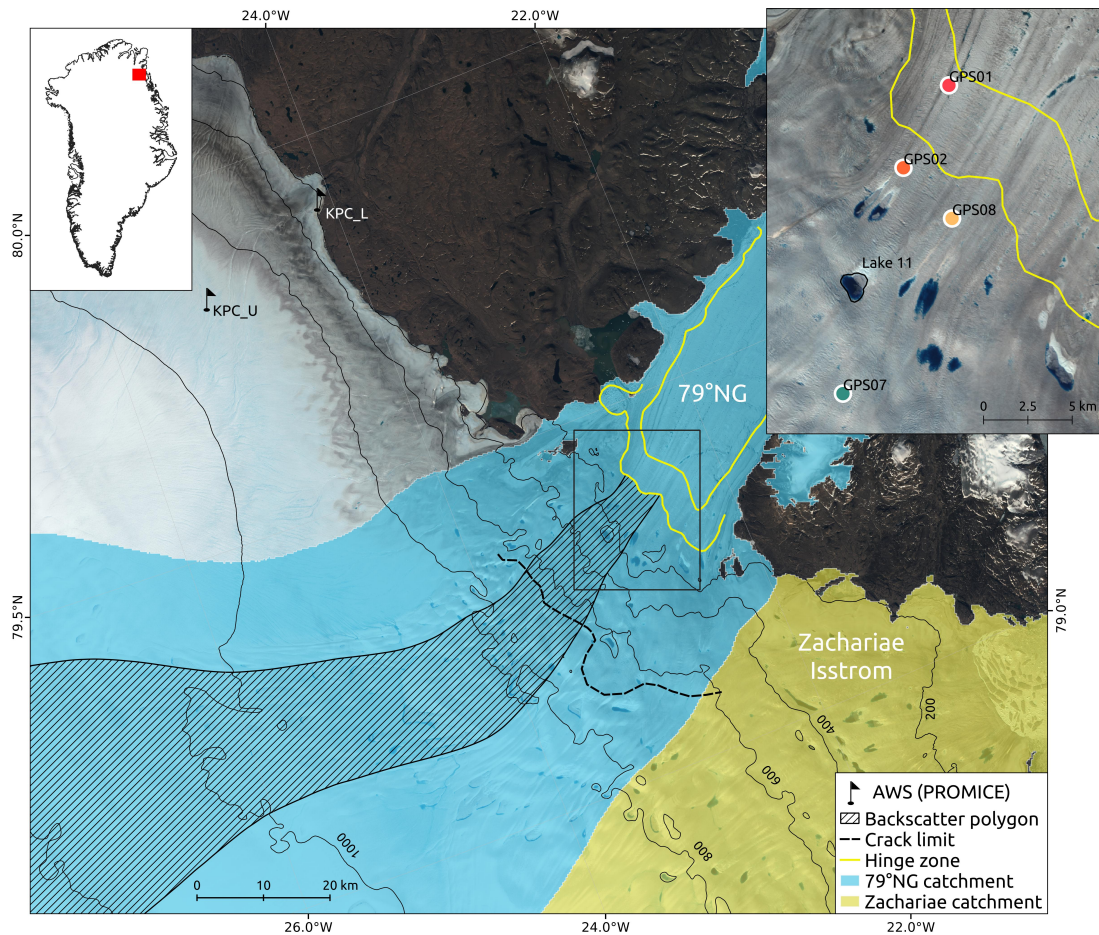 24.0°W
22.0°W
80.0°N
79.5°N
79.0°N
26.0°W
24.0°W
22.0°W
KPC_L
KPC_U
79°NG
Zachariae
Isstrom
200
400
600
800
1000
0 10 20 km
GPS01
GPS02
GPS08
Lake 11
GPS07
0 2.5 5 km
AWS (PROMICE)
Backscatter polygon
Crack limit
Hinge zone
79°NG catchment
Zachariae catchment